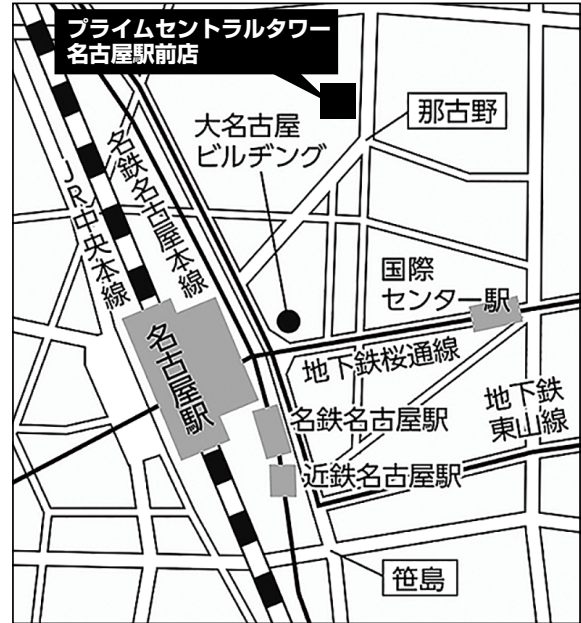 プライムセントラルタワー
名古屋駅前店
那古野
大名古屋
ビルヂング
名鉄名古屋本線
JR中央本線
国際
センター駅
名古屋駅
地下鉄桜通線
地下鉄
東山線
名鉄名古屋駅
近鉄名古屋駅
笹島